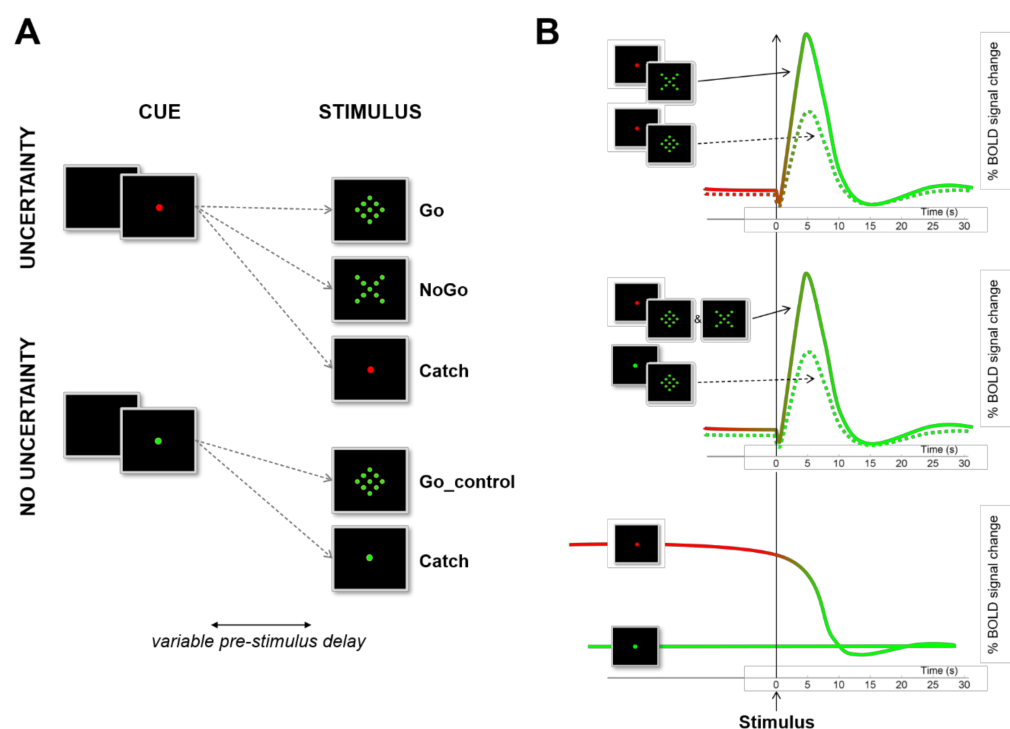 A
CUE
STIMULUS
UNCERTAINTY
Go
NoGo
Catch
NO UNCERTAINTY
Go_control
Catch
variable pre-stimulus delay
B
% BOLD signal change
Time (s)
0 5 10 15 20 25 30
&
% BOLD signal change
Time (s)
0 5 10 15 20 25 30
% BOLD signal change
Time (s)
0 5 10 15 20 25 30
Stimulus